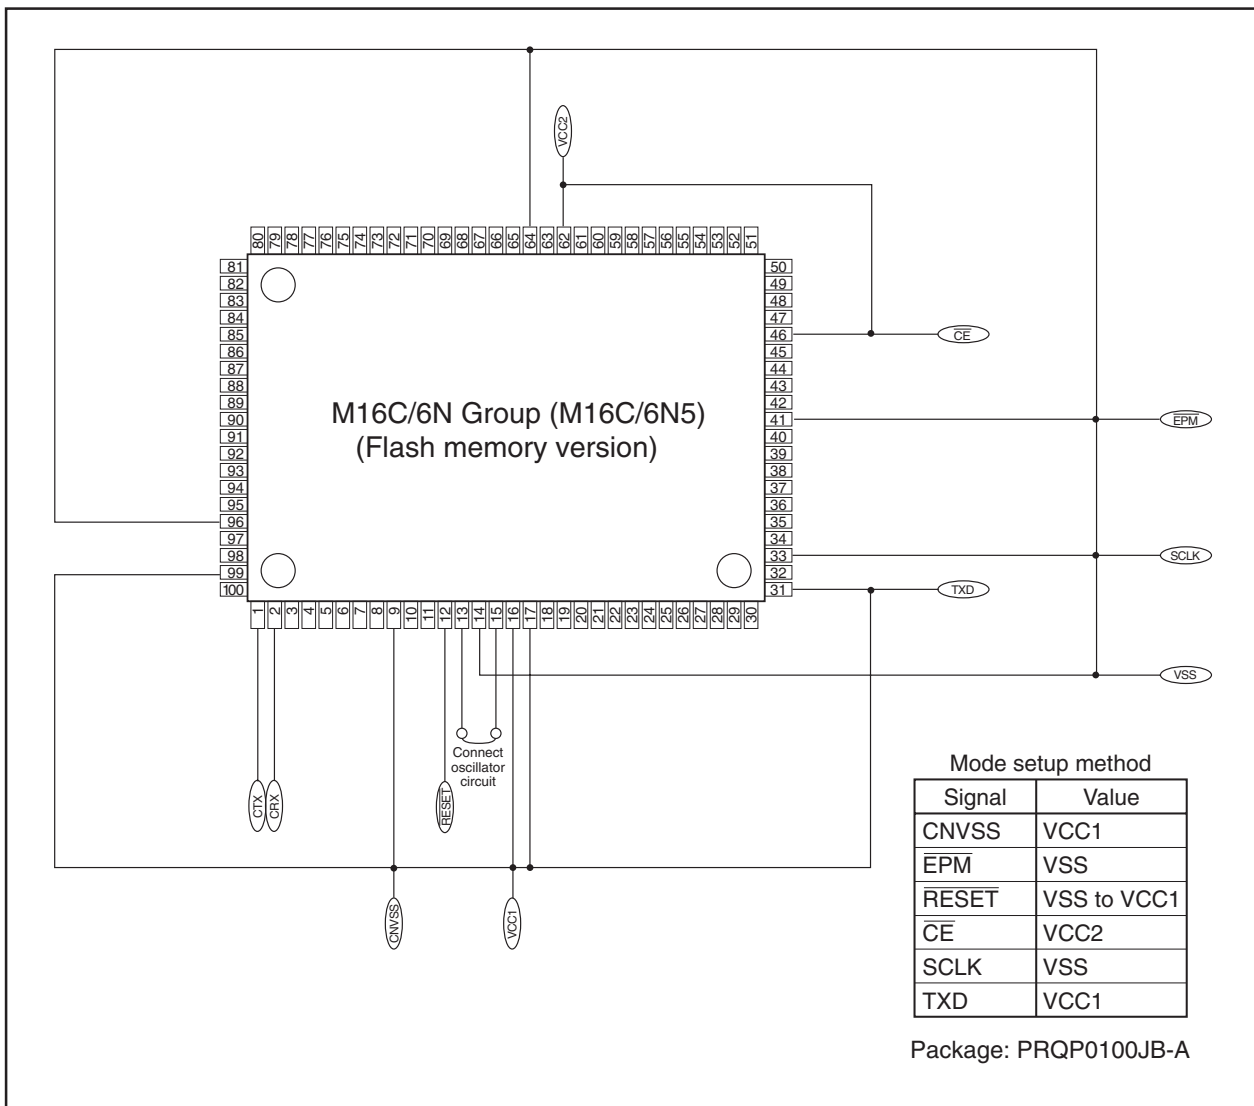 VCC2
80 79 78 77 76 75 74 73 72 71 70 69 68 67 66 65 64 63 62 61 60 59 58 57 56 55 54 53 52 51
81
82
83
84
85
86
87
88
89
90
91
92
93
94
95
96
97
98
99
100
M16C/6N Group (M16C/6N5)
(Flash memory version)
50
49
48
47
46
45
44
43
42
41
40
39
38
37
36
35
34
33
32
31
CE
EPM
SCLK
TXD
VSS
1 2 3 4 5 6 7 8 9 10 11 12 13 14 15 16 17 18 19 20 21 22 23 24 25 26 27 28 29 30
Connect
oscillator
circuit
CTX
CRX
RESET
CNVSS
VCC1
Mode setup method
Signal Value
CNVSS VCC1
EPM VSS
RESET VSS to VCC1
CE VCC2
SCLK VSS
TXD VCC1
Package: PRQP0100JB-A